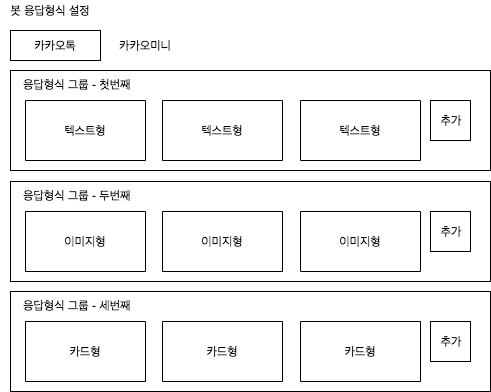 봇 응답형식 설정
카카오톡 카카오미니
응답형식 그룹 - 첫번째
텍스트형 텍스트형 텍스트형 추가
응답형식 그룹 - 두번째
이미지형 이미지형 이미지형 추가
응답형식 그룹 - 세번째
카드형 카드형 카드형 추가